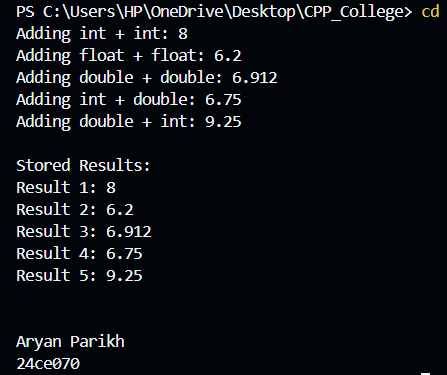 PS C:\Users\HP\OneDrive\Desktop\CPP_College> cd
Adding int + int: 8
Adding float + float: 6.2
Adding double + double: 6.912
Adding int + double: 6.75
Adding double + int: 9.25
Stored Results:
Result 1: 8
Result 2: 6.2
Result 3: 6.912
Result 4: 6.75
Result 5: 9.25
Aryan Parikh
24ce070